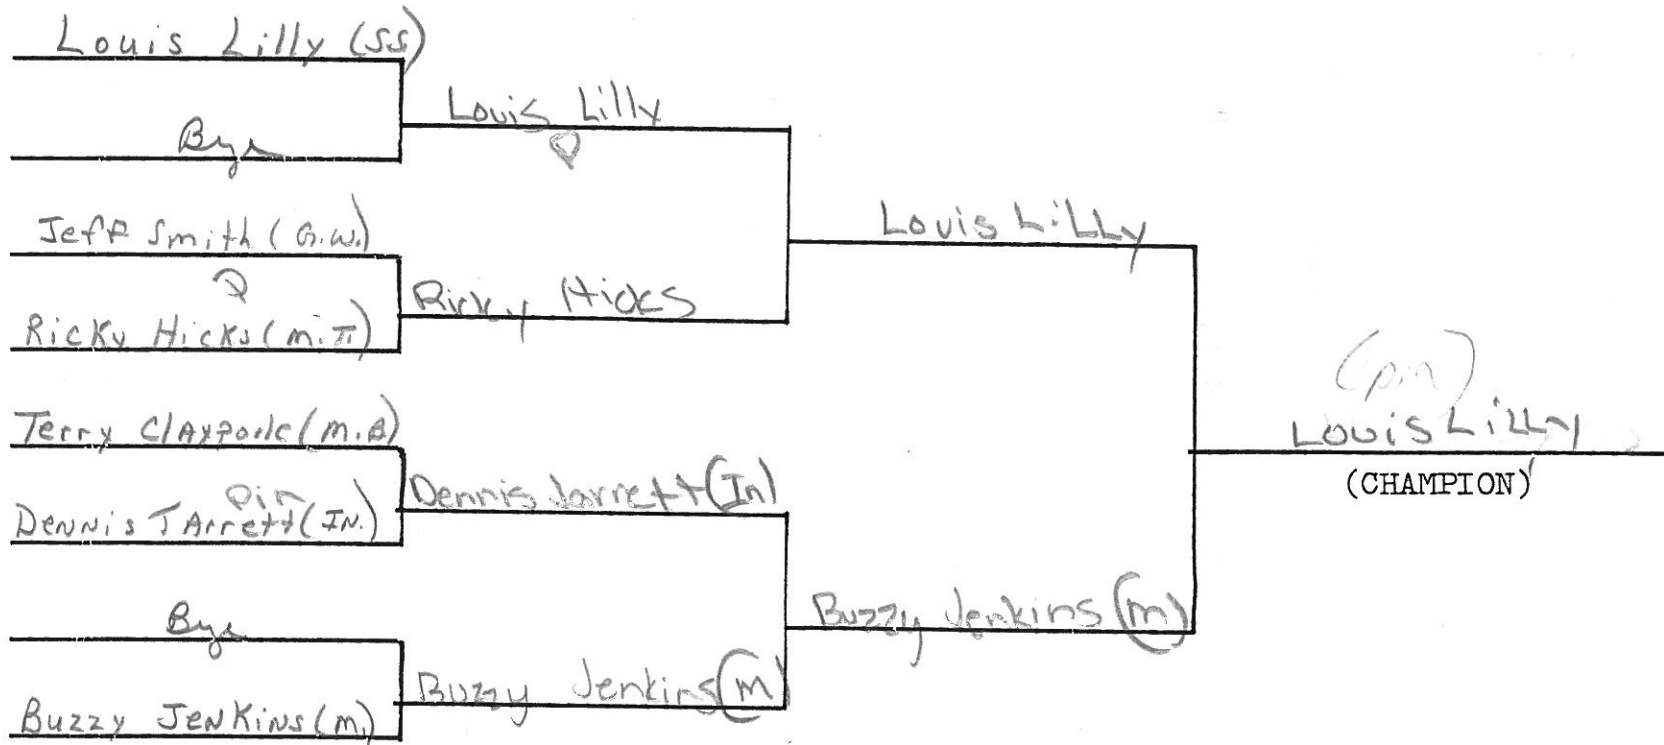 Louis Lilly (SS)
Bye
Jeff Smith (G.W.)
Ricky Hicks (M.T.)
Terry (M.B)
pin
Dennis Jarrett (IN.)
Bye
Buzzy Jenkins (M.)
Louis Lilly
Ricky Hicks
Dennis Jarrett (In)
Buzzy Jenkins (M)
Louis Lilly
Buzzy Jenkins (M)
(pin)
Louis Lilly
(CHAMPION)